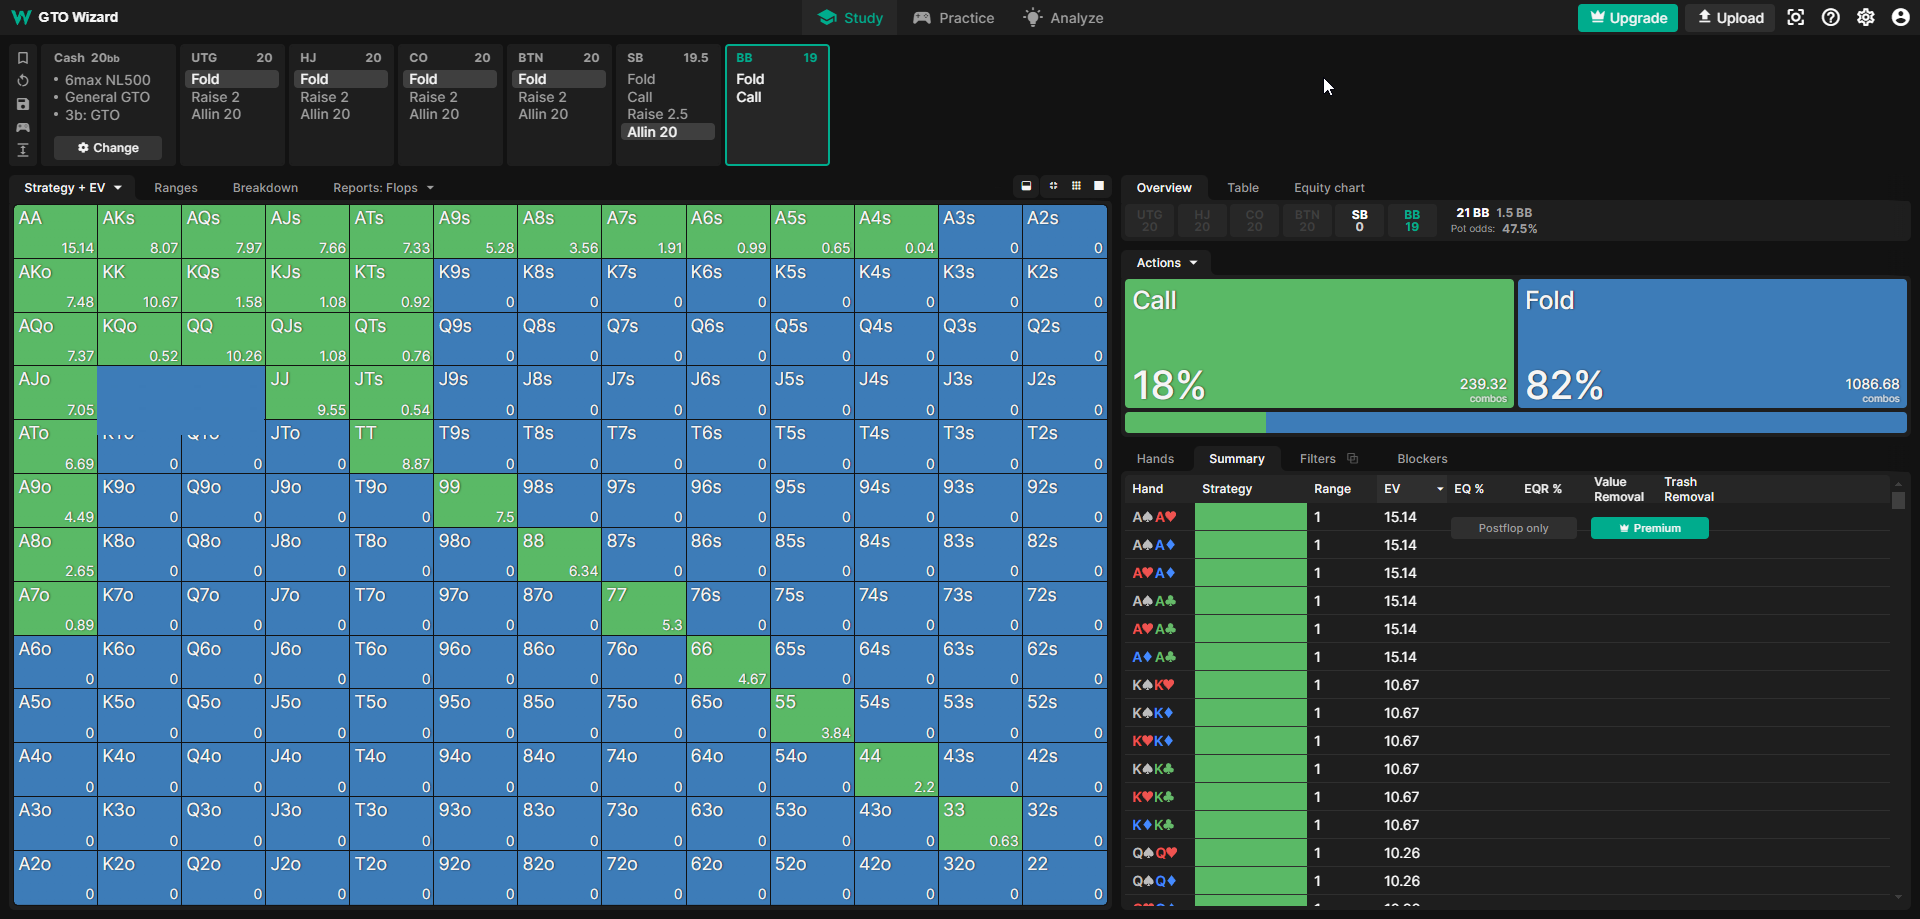 GTO Wizard
Study
Practice
Analyze
Upgrade
Upload
Cash 20bb
• 6max NL500
• General GTO
• 3b: GTO
Change
UTG 20
Fold
Raise 2
Allin 20
HJ 20
Fold
Raise 2
Allin 20
CO 20
Fold
Raise 2
Allin 20
BTN 20
Fold
Raise 2
Allin 20
SB 19.5
Fold
Call
Raise 2.5
Allin 20
BB 19
Fold
Call
Strategy + EV
Ranges
Breakdown
Reports: Flops
AA AKs AQs AJs ATs A9s A8s A7s A6s A5s A4s A3s A2s
15.14 8.07 7.97 7.66 7.33 5.28 3.56 1.91 0.99 0.65 0.04 0 0
AKo KK KQs KJs KTs K9s K8s K7s K6s K5s K4s K3s K2s
7.48 10.67 1.58 1.08 0.92 0 0 0 0 0 0 0 0
AQo KQo QQ QJs QTs Q9s Q8s Q7s Q6s Q5s Q4s Q3s Q2s
7.37 0.52 10.26 1.08 0.76 0 0 0 0 0 0 0 0
AJo JJ JTs J9s J8s J7s J6s J5s J4s J3s J2s
7.05 9.55 0.54 0 0 0 0 0 0 0 0
ATo JTo TT T9s T8s T7s T6s T5s T4s T3s T2s
6.69 0 0 0 8.87 0 0 0 0 0 0 0 0
A9o K9o Q9o J9o T9o 99 98s 97s 96s 95s 94s 93s 92s
4.49 0 0 0 0 7.5 0 0 0 0 0 0 0
A8o K8o Q8o J8o T8o 98o 88 87s 86s 85s 84s 83s 82s
2.65 0 0 0 0 0 6.34 0 0 0 0 0 0
A7o K7o Q7o J7o T7o 97o 87o 77 76s 75s 74s 73s 72s
0.89 0 0 0 0 0 0 5.3 0 0 0 0 0
A6o K6o Q6o J6o T6o 96o 86o 76o 66 65s 64s 63s 62s
0 0 0 0 0 0 0 0 4.67 0 0 0 0
A5o K5o Q5o J5o T5o 95o 85o 75o 65o 55 54s 53s 52s
0 0 0 0 0 0 0 0 0 3.84 0 0 0
A4o K4o Q4o J4o T4o 94o 84o 74o 64o 54o 44 43s 42s
0 0 0 0 0 0 0 0 0 0 2.2 0 0
A3o K3o Q3o J3o T3o 93o 83o 73o 63o 53o 43o 33 32s
0 0 0 0 0 0 0 0 0 0 0 0.63 0
A2o K2o Q2o J2o T2o 92o 82o 72o 62o 52o 42o 32o 22
0 0 0 0 0 0 0 0 0 0 0 0 0
Overview
Table
Equity chart
UTG HJ CO BTN SB BB
20 20 20 20 0 19
21 BB 1.5 BB
Pot odds: 47.5%
Actions
Call
18%
239.32
combos
Fold
82%
1086.68
combos
Hands
Summary
Filters
Blockers
Hand Strategy Range EV EQ % EQR % Value Removal Trash Removal
A♠A♥ 1 15.14
Postflop only
Premium
A♠A♦ 1 15.14
A♥A♦ 1 15.14
A♠A♣ 1 15.14
A♥A♣ 1 15.14
A♦A♣ 1 15.14
K♠K♥ 1 10.67
K♠K♦ 1 10.67
K♥K♦ 1 10.67
K♠K♣ 1 10.67
K♥K♣ 1 10.67
K♦K♣ 1 10.67
Q♠Q♥ 1 10.26
Q♠Q♦ 1 10.26